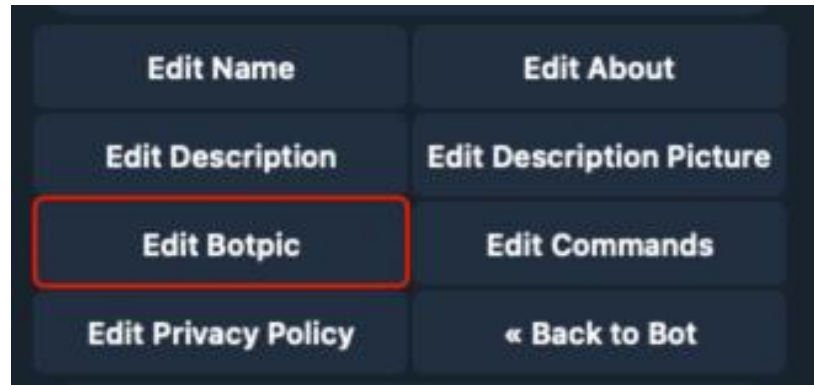 Edit Name
Edit About
Edit Description
Edit Description Picture
Edit Botpic
Edit Commands
Edit Privacy Policy
« Back to Bot